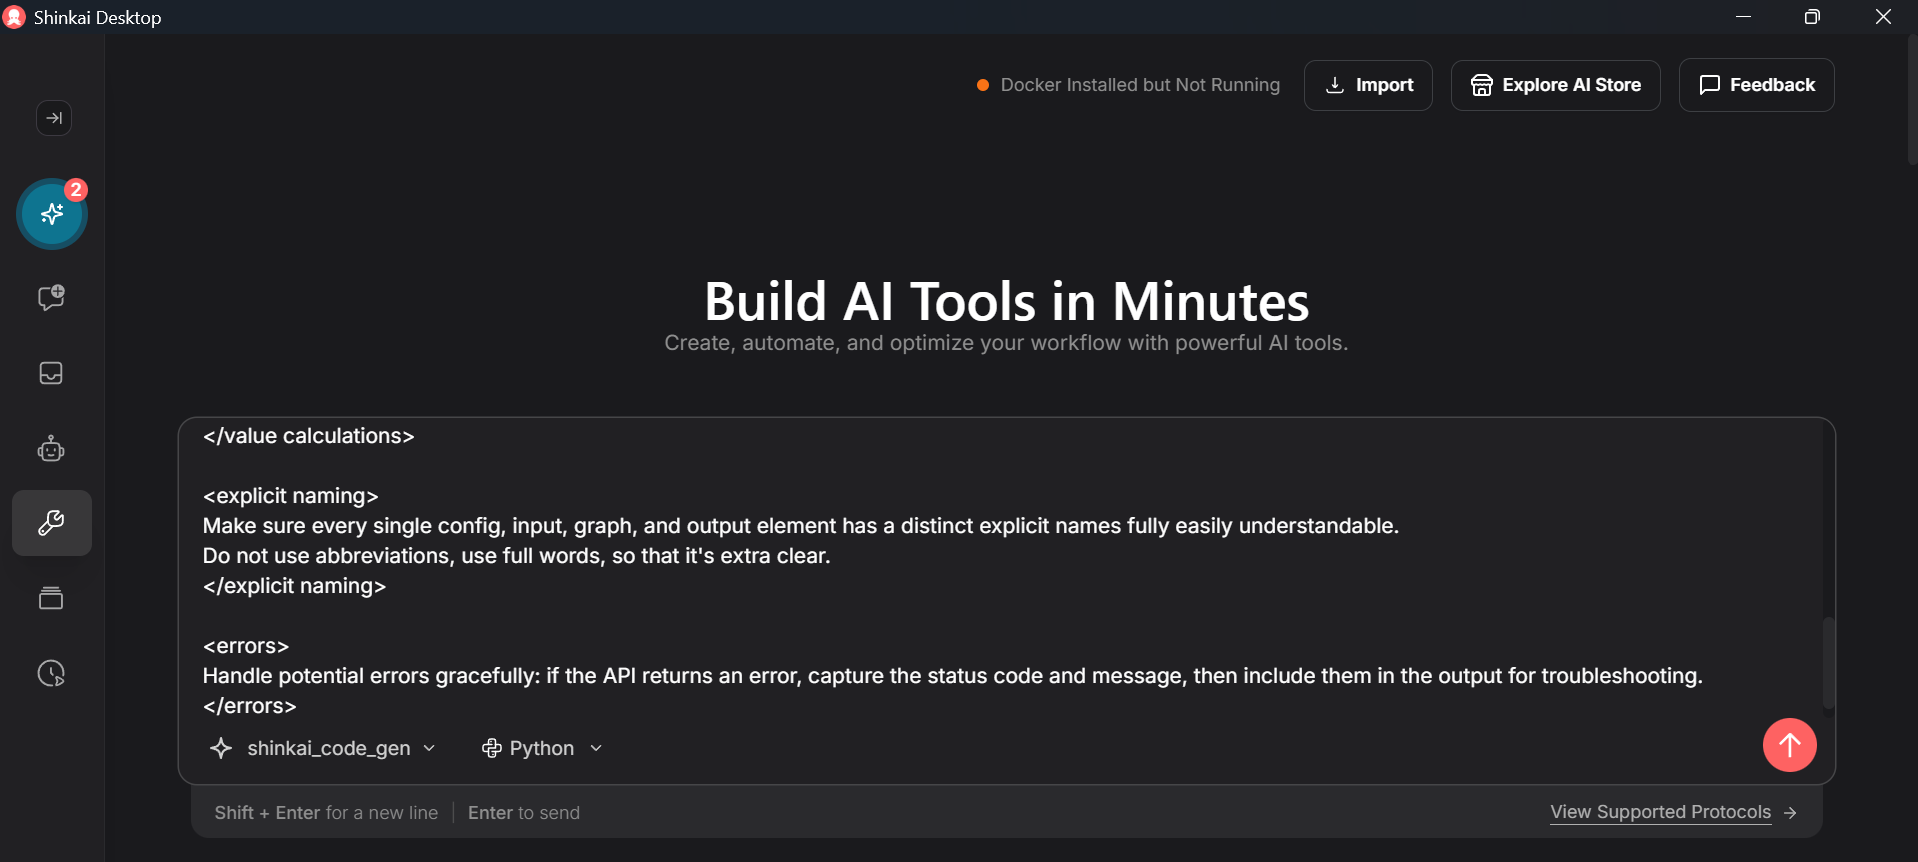 Shinkai Desktop
Docker Installed but Not Running
Import
Explore AI Store
Feedback
2
Build AI Tools in Minutes
Create, automate, and optimize your workflow with powerful AI tools.
</value calculations>
<explicit naming>
Make sure every single config, input, graph, and output element has a distinct explicit names fully easily understandable.
Do not use abbreviations, use full words, so that it's extra clear.
</explicit naming>
<errors>
Handle potential errors gracefully: if the API returns an error, capture the status code and message, then include them in the output for troubleshooting.
</errors>
shinkai_code_gen
Python
Shift + Enter for a new line
Enter to send
View Supported Protocols